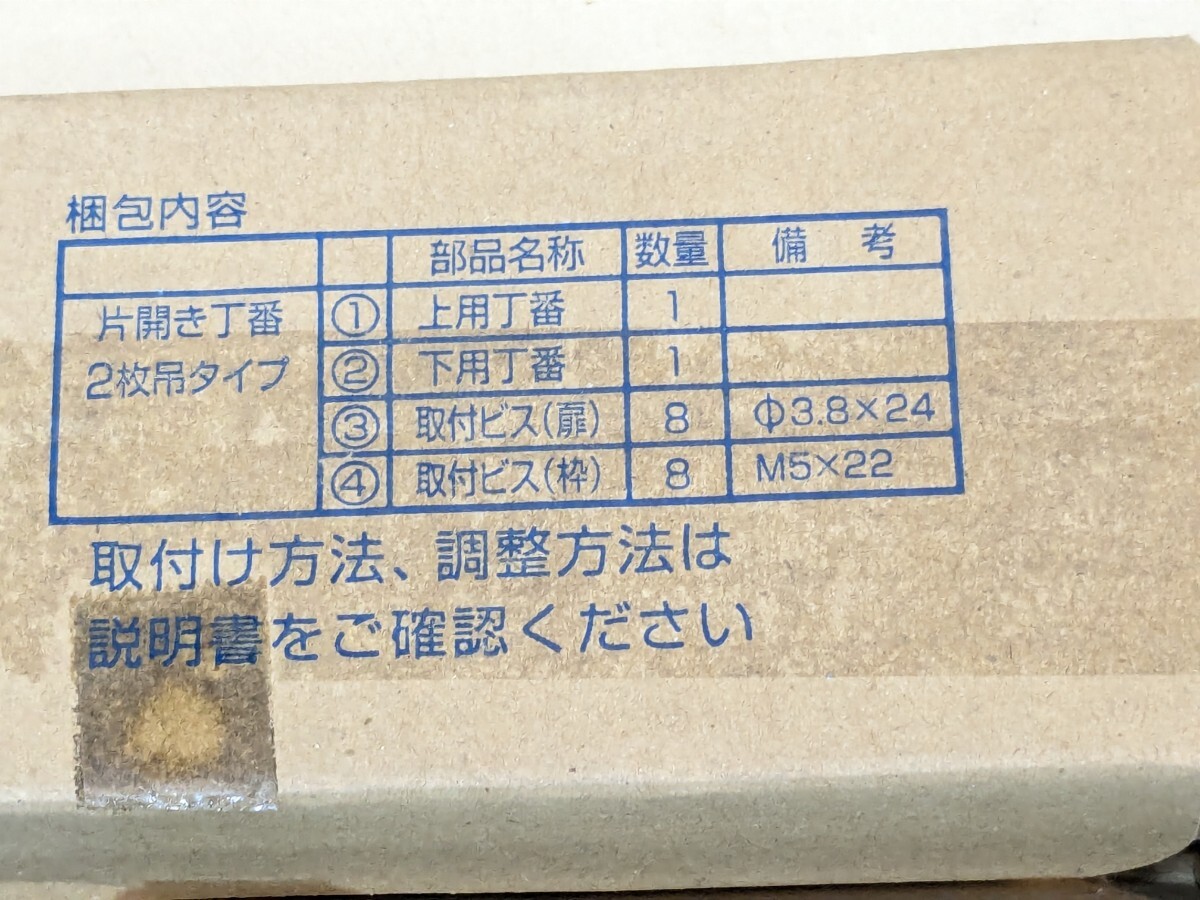 梱包内容
部品名称 数量 備考
片開き丁番 ① 上用丁番 1
2枚吊タイプ ② 下用丁番 1
③ 取付ビス(扉) 8 φ3.8×24
④ 取付ビス(枠) 8 M5×22
取付け方法、調整方法は
説明書をご確認ください